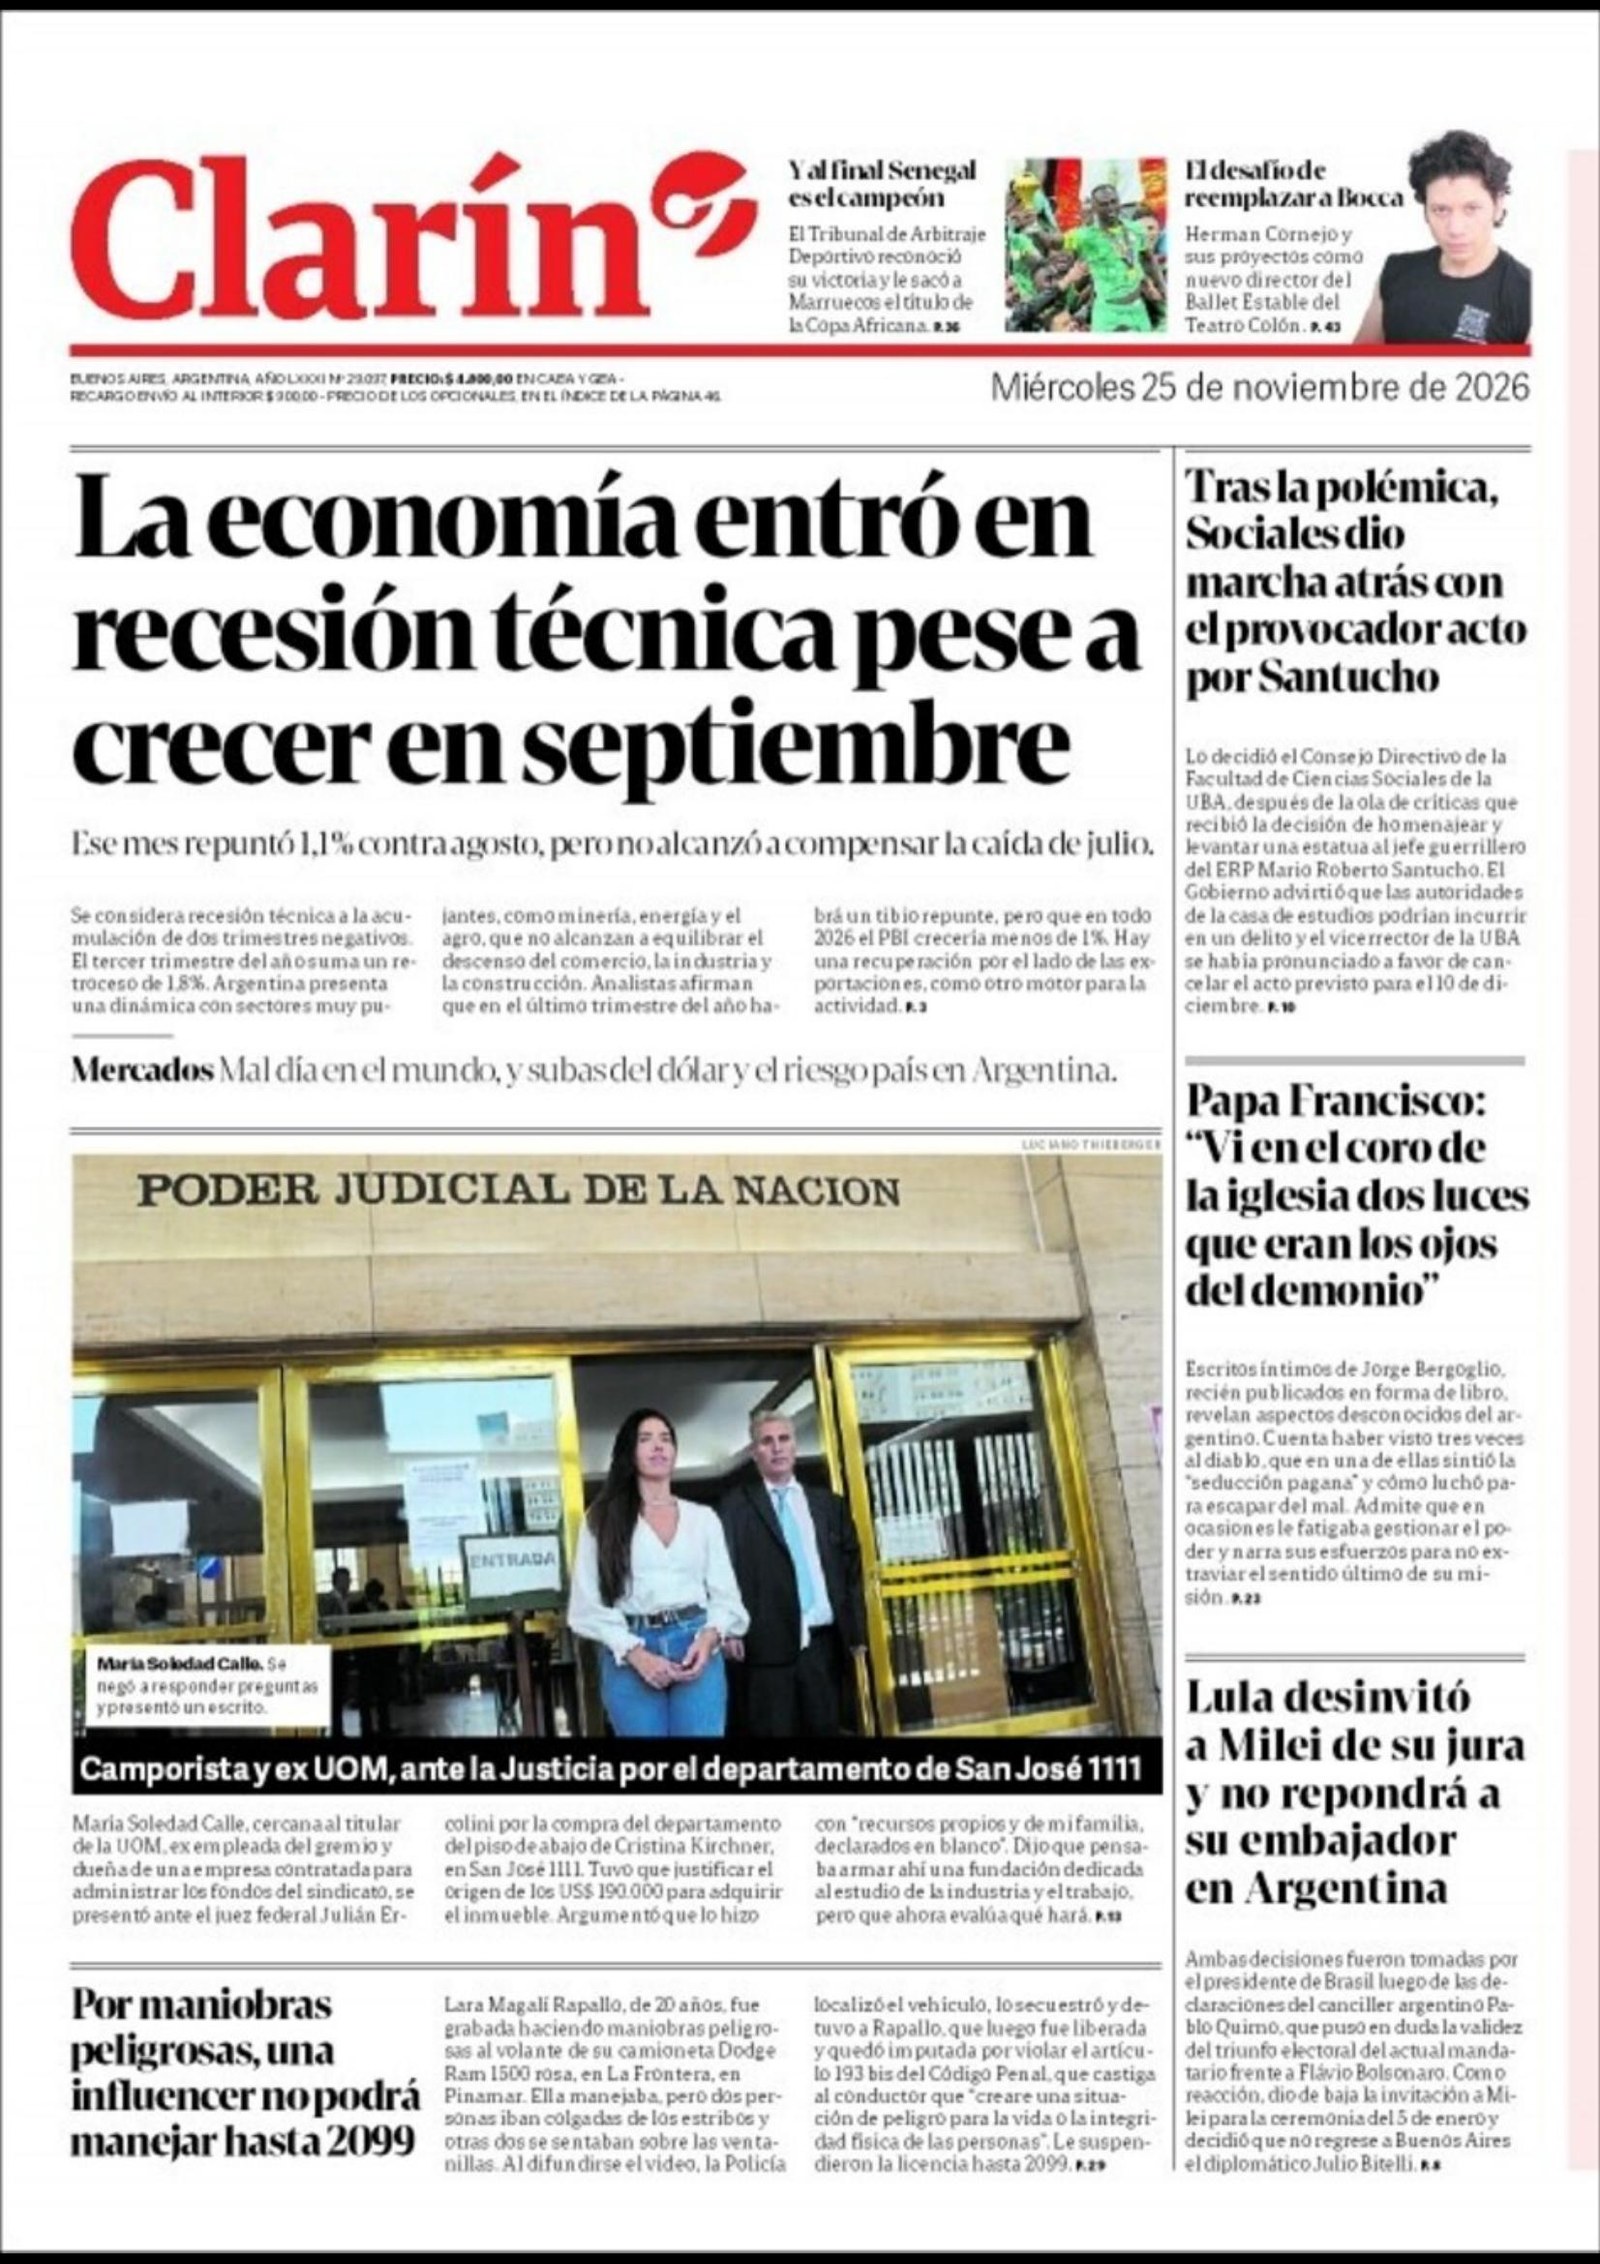 Clarín
Y al final Senegal
es el campeón
El Tribunal de Arbitraje
Deportivo reconoció
su victoria y le sacó a
Marruecos el título de
la Copa Africana. P. 36
El desafío de
reemplazar a Bocca
Herman Cornejo y
sus proyectos como
nuevo director del
Ballet Estable del
Teatro Colón. P. 43
BUENOS AIRES, ARGENTINA, AÑO LXXXI Nº 29.097, PRECIO: $ 4.800,00 EN CABA Y GBA -
RECARGO ENVÍO AL INTERIOR $ 900,00 - PRECIO DE LOS OPCIONALES, EN EL ÍNDICE DE LA PÁGINA 46.
Miércoles 25 de noviembre de 2026
La economía entró en
recesión técnica pese a
crecer en septiembre
Ese mes repuntó 1,1% contra agosto, pero no alcanzó a compensar la caída de julio.
Se considera recesión técnica a la acu-
mulación de dos trimestres negativos.
El tercer trimestre del año suma un re-
troceso de 1,8%. Argentina presenta
una dinámica con sectores muy pu-
jantes, como minería, energía y el
agro, que no alcanzan a equilibrar el
descenso del comercio, la industria y
la construcción. Analistas afirman
que en el último trimestre del año ha-
brá un tibio repunte, pero que en todo
2026 el PBI crecería menos de 1%. Hay
una recuperación por el lado de las ex-
portaciones, como otro motor para la
actividad. P. 3
Mercados Mal día en el mundo, y subas del dólar y el riesgo país en Argentina.
LUCIANO THIEBERGER
PODER JUDICIAL DE LA NACION
ENTRADA
María Soledad Calle. Se
negó a responder preguntas
y presentó un escrito.
Camporista y ex UOM, ante la Justicia por el departamento de San José 1111
María Soledad Calle, cercana al titular
de la UOM, ex empleada del gremio y
dueña de una empresa contratada para
administrar los fondos del sindicato, se
presentó ante el juez federal Julián Er-
colini por la compra del departamento
del piso de abajo de Cristina Kirchner,
en San José 1111. Tuvo que justificar el
origen de los US$ 190.000 para adquirir
el inmueble. Argumentó que lo hizo
con "recursos propios y de mi familia,
declarados en blanco". Dijo que pensa-
ba armar ahí una fundación dedicada
al estudio de la industria y el trabajo,
pero que ahora evalúa qué hará. P. 13
Por maniobras
peligrosas, una
influencer no podrá
manejar hasta 2099
Lara Magalí Rapallo, de 20 años, fue
grabada haciendo maniobras peligro-
sas al volante de su camioneta Dodge
Ram 1500 rosa, en La Frontera, en
Pinamar. Ella manejaba, pero dos per-
sonas iban colgadas de los estribos y
otras dos se sentaban sobre las venta-
nillas. Al difundirse el video, la Policía
localizó el vehículo, lo secuestró y de-
tuvo a Rapallo, que luego fue liberada
y quedó imputada por violar el artícu-
lo 193 bis del Código Penal, que castiga
al conductor que "creare una situa-
ción de peligro para la vida o la integri-
dad física de las personas". Le suspen-
dieron la licencia hasta 2099. P. 29
Tras la polémica,
Sociales dio
marcha atrás con
el provocador acto
por Santucho
Lo decidió el Consejo Directivo de la
Facultad de Ciencias Sociales de la
UBA, después de la ola de críticas que
recibió la decisión de homenajear y
levantar una estatua al jefe guerrillero
del ERP Mario Roberto Santucho. El
Gobierno advirtió que las autoridades
de la casa de estudios podrían incurrir
en un delito y el vicerrector de la UBA
se había pronunciado a favor de can-
celar el acto previsto para el 10 de di-
ciembre. P. 10
Papa Francisco:
“Vi en el coro de
la iglesia dos luces
que eran los ojos
del demonio”
Escritos íntimos de Jorge Bergoglio,
recién publicados en forma de libro,
revelan aspectos desconocidos del ar-
gentino. Cuenta haber visto tres veces
al diablo, que en una de ellas sintió la
"seducción pagana" y cómo luchó pa-
ra escapar del mal. Admite que en
ocasiones le fatigaba gestionar el po-
der y narra sus esfuerzos para no ex-
traviar el sentido último de su mi-
sión. P. 23
Lula desinvitó
a Milei de su jura
y no repondrá a
su embajador
en Argentina
Ambas decisiones fueron tomadas por
el presidente de Brasil luego de las de-
claraciones del canciller argentino Pa-
blo Quirno, que puso en duda la validez
del triunfo electoral del actual manda-
tario frente a Flávio Bolsonaro. Como
reacción, dio de baja la invitación a Mi-
lei para la ceremonia del 5 de enero y
decidió que no regrese a Buenos Aires
el diplomático Julio Bitelli. P. 8